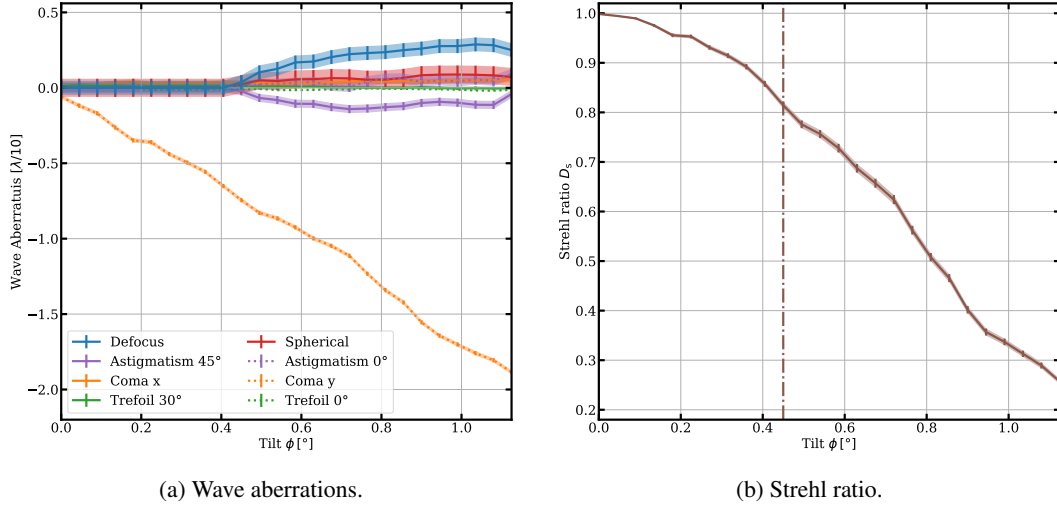 0.5
0.0
−0.5
−1.0
−1.5
−2.0
Wave Aberratuis [λ/10]
Defocus
Astigmatism 45°
Coma x
Trefoil 30°
Spherical
Astigmatism 0°
Coma y
Trefoil 0°
0.0 0.2 0.4 0.6 0.8 1.0
Tilt ϕ [°]
(a) Wave aberrations.
1.0
0.9
0.8
0.7
0.6
0.5
0.4
0.3
0.2
Strehl ratio Ds
0.0 0.2 0.4 0.6 0.8 1.0
Tilt ϕ [°]
(b) Strehl ratio.